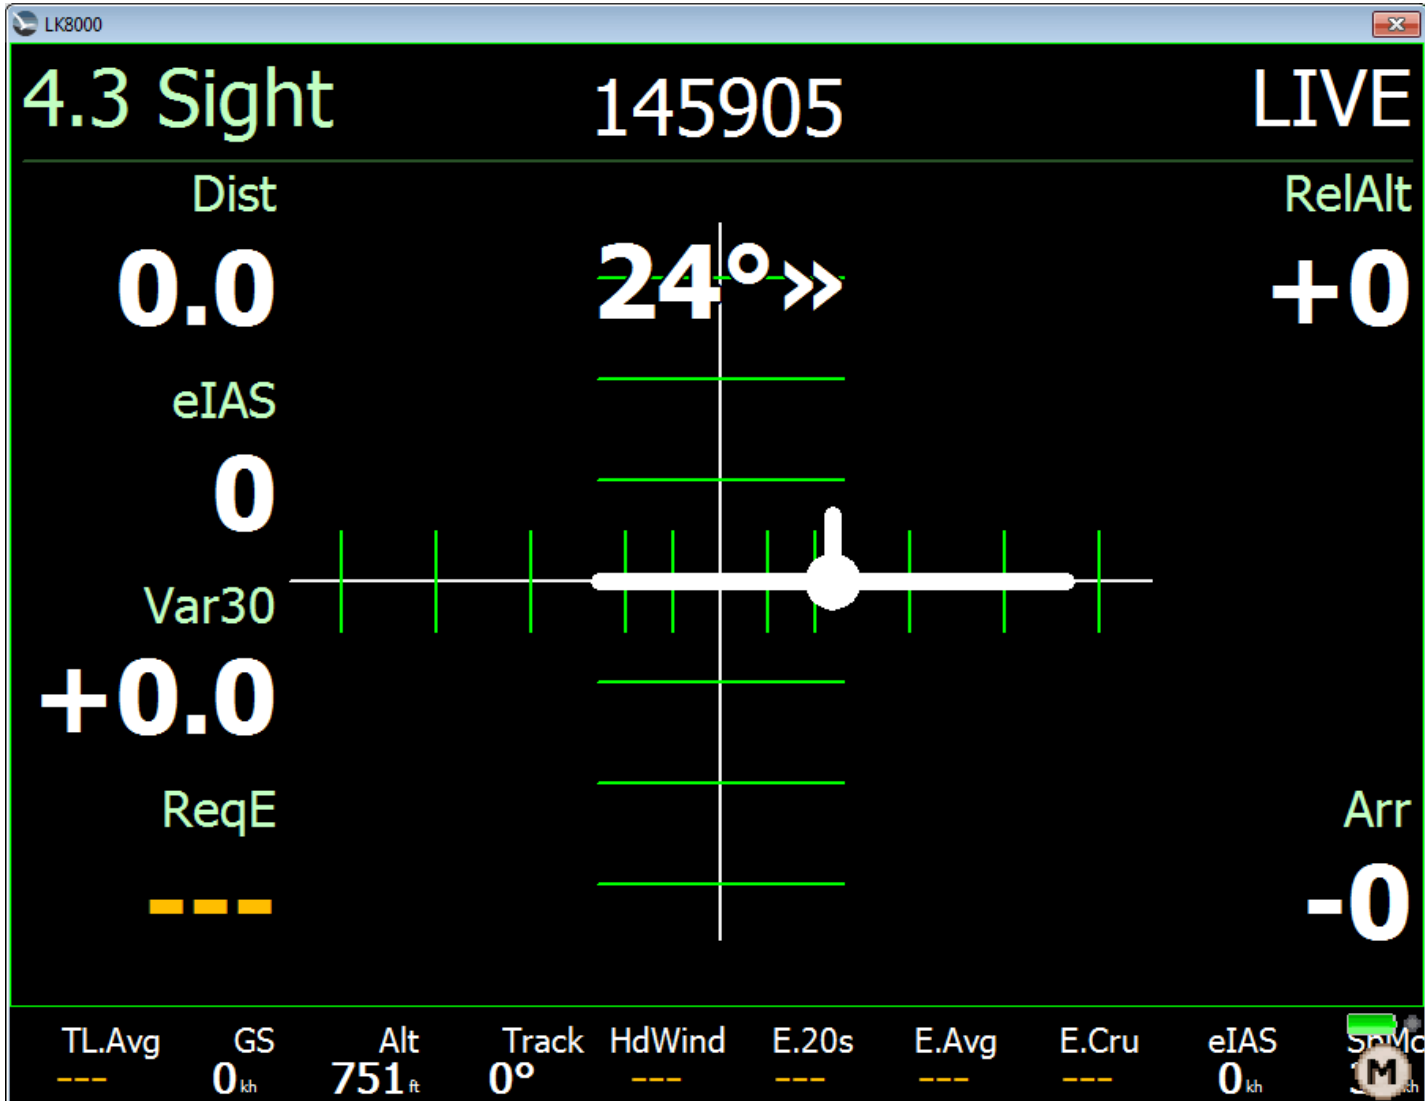 LK8000
4.3 Sight 145905 LIVE
Dist RelAlt
0.0 24°» +0
eIAS
0
Var30
+0.0
ReqE Arr
--- -0
TL.Avg GS Alt Track HdWind E.20s E.Avg E.Cru eIAS
--- 0kh 751ft 0° --- --- --- --- 0kh
M